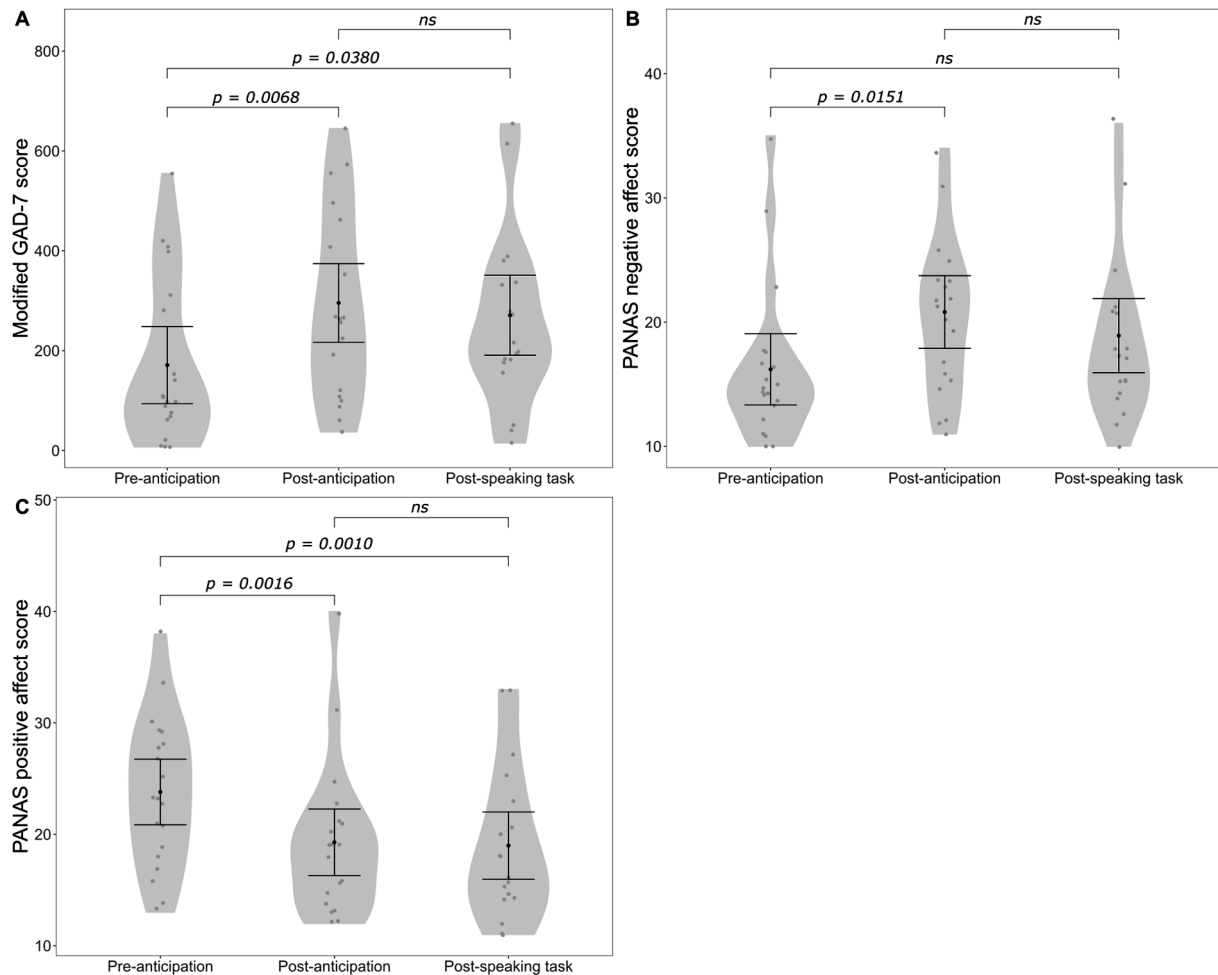 A
ns
p = 0.0380
p = 0.0068
800
600
400
200
0
Modified GAD-7 score
Pre-anticipation Post-anticipation Post-speaking task
B
ns
ns
p = 0.0151
40
30
20
10
PANAS negative affect score
Pre-anticipation Post-anticipation Post-speaking task
C
ns
p = 0.0010
p = 0.0016
50
40
30
20
10
PANAS positive affect score
Pre-anticipation Post-anticipation Post-speaking task